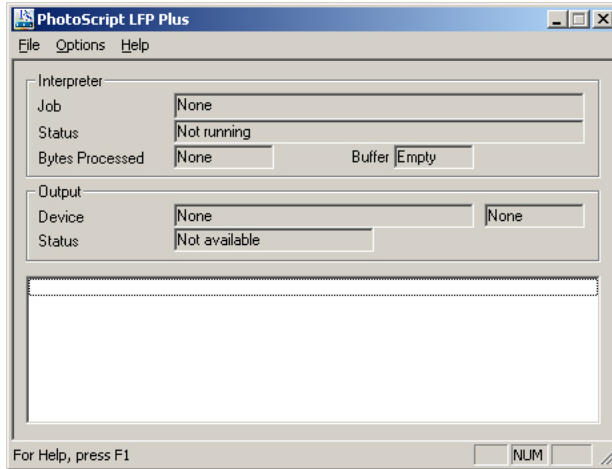 PhotoScript LFP Plus
File Options Help
Interpreter
Job None
Status Not running
Bytes Processed None Buffer Empty
Output
Device None None
Status Not available
For Help, press F1 NUM